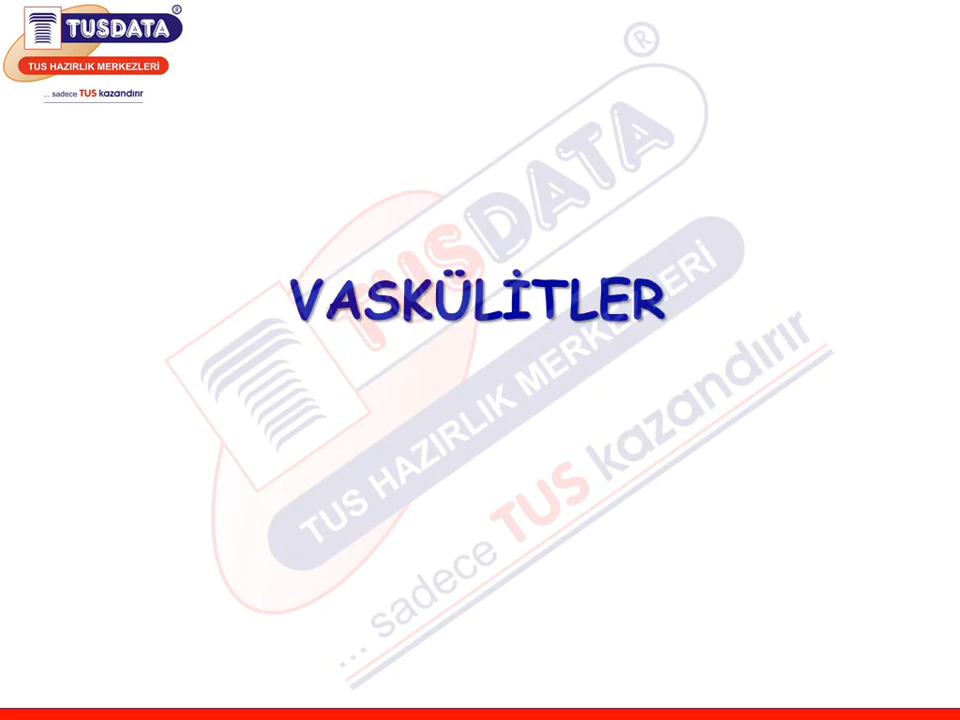 TUSDATA®
TUS HAZIRLIK MERKEZLERİ
... sadece TUS kazandırır
VASKÜLİTLER
TUSDATA®
TUS HAZIRLIK MERKEZLERİ
... sadece TUS kazandırır